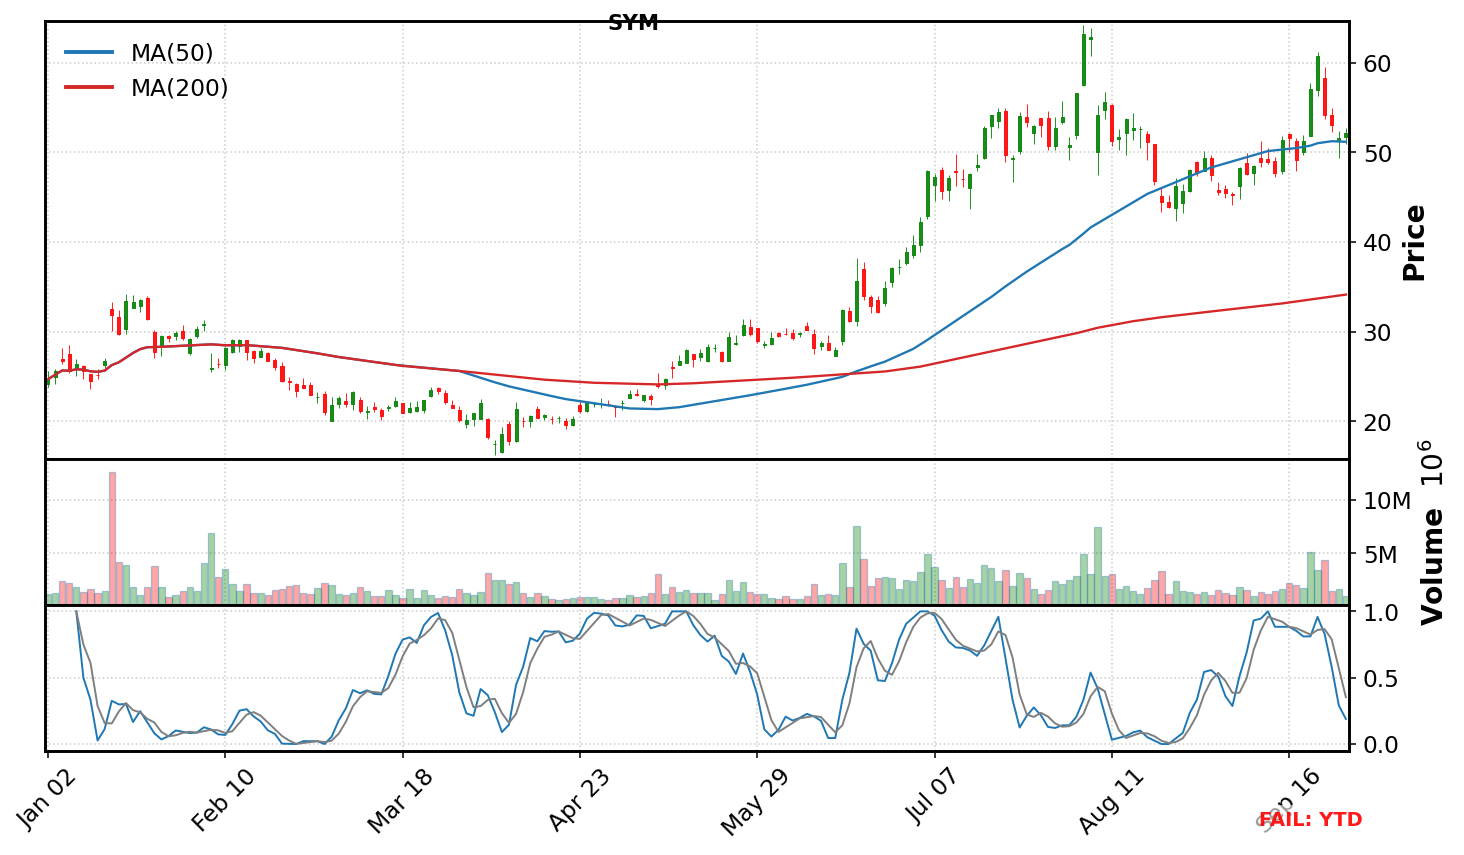 SYM
MA(50)
MA(200)
60
50
40
30
20
Price
10M
5M
Volume 10^6
1.0
0.5
0.0
Jan 02
Feb 10
Mar 18
Apr 23
May 29
Jul 07
Aug 11
Sep 16
FAIL: YTD